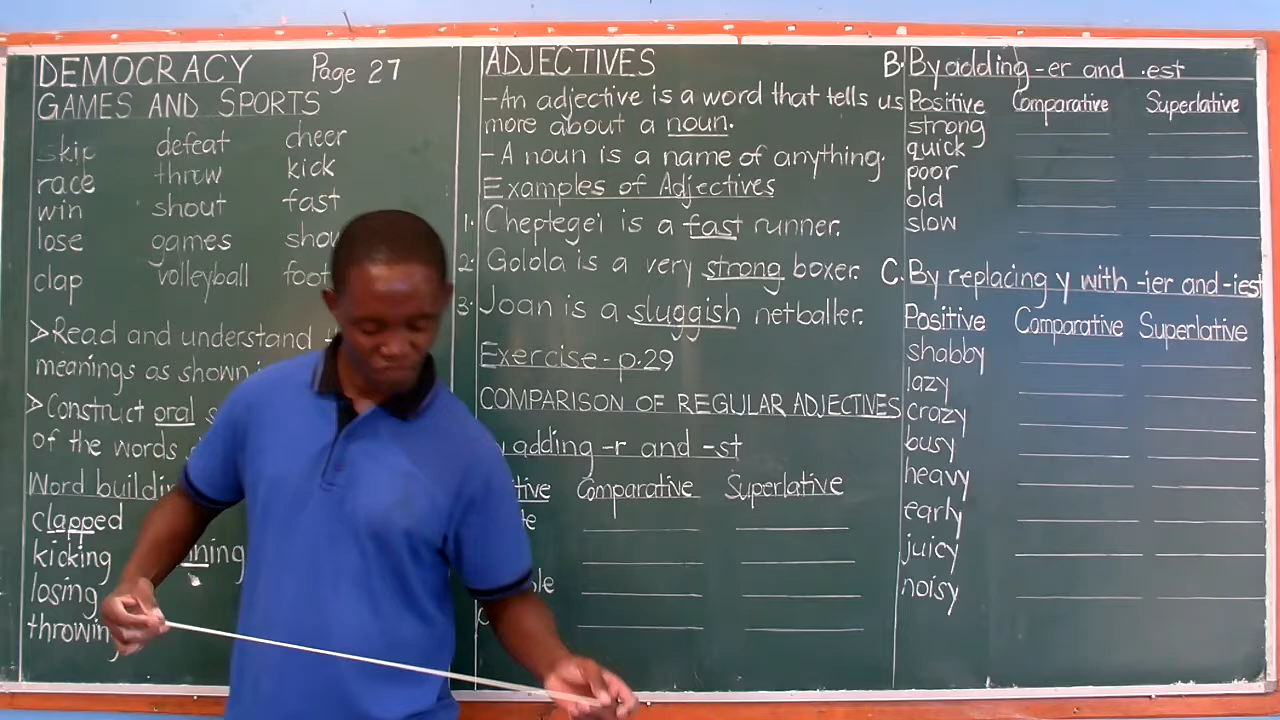 DEMOCRACY Page 27
GAMES AND SPORTS
skip defeat cheer
race throw kick
win shout fast
lose games
clap volleyball
➤Read and understand
meanings as shown
➤Construct oral
of the words
Word
clapped
kicking
losing
ADJECTIVES
-An adjective is a word that tells us
more about a noun.
-A noun is a name of anything.
Examples of Adjectives
1. Cheptegei is a fast runner.
2. Golola is a very strong boxer.
3. Joan is a sluggish netballer.
Exercise - p.29
COMPARISON OF REGULAR ADJECTIVES
adding -r and -st
Comparative Superlative
B. By adding -er and -est
Positive Comparative Superlative
strong
quick
poor
old
slow
C. By replacing y with -ier and -iest
Positive Comparative Superlative
shabby
lazy
crazy
busy
heavy
early
juicy
noisy